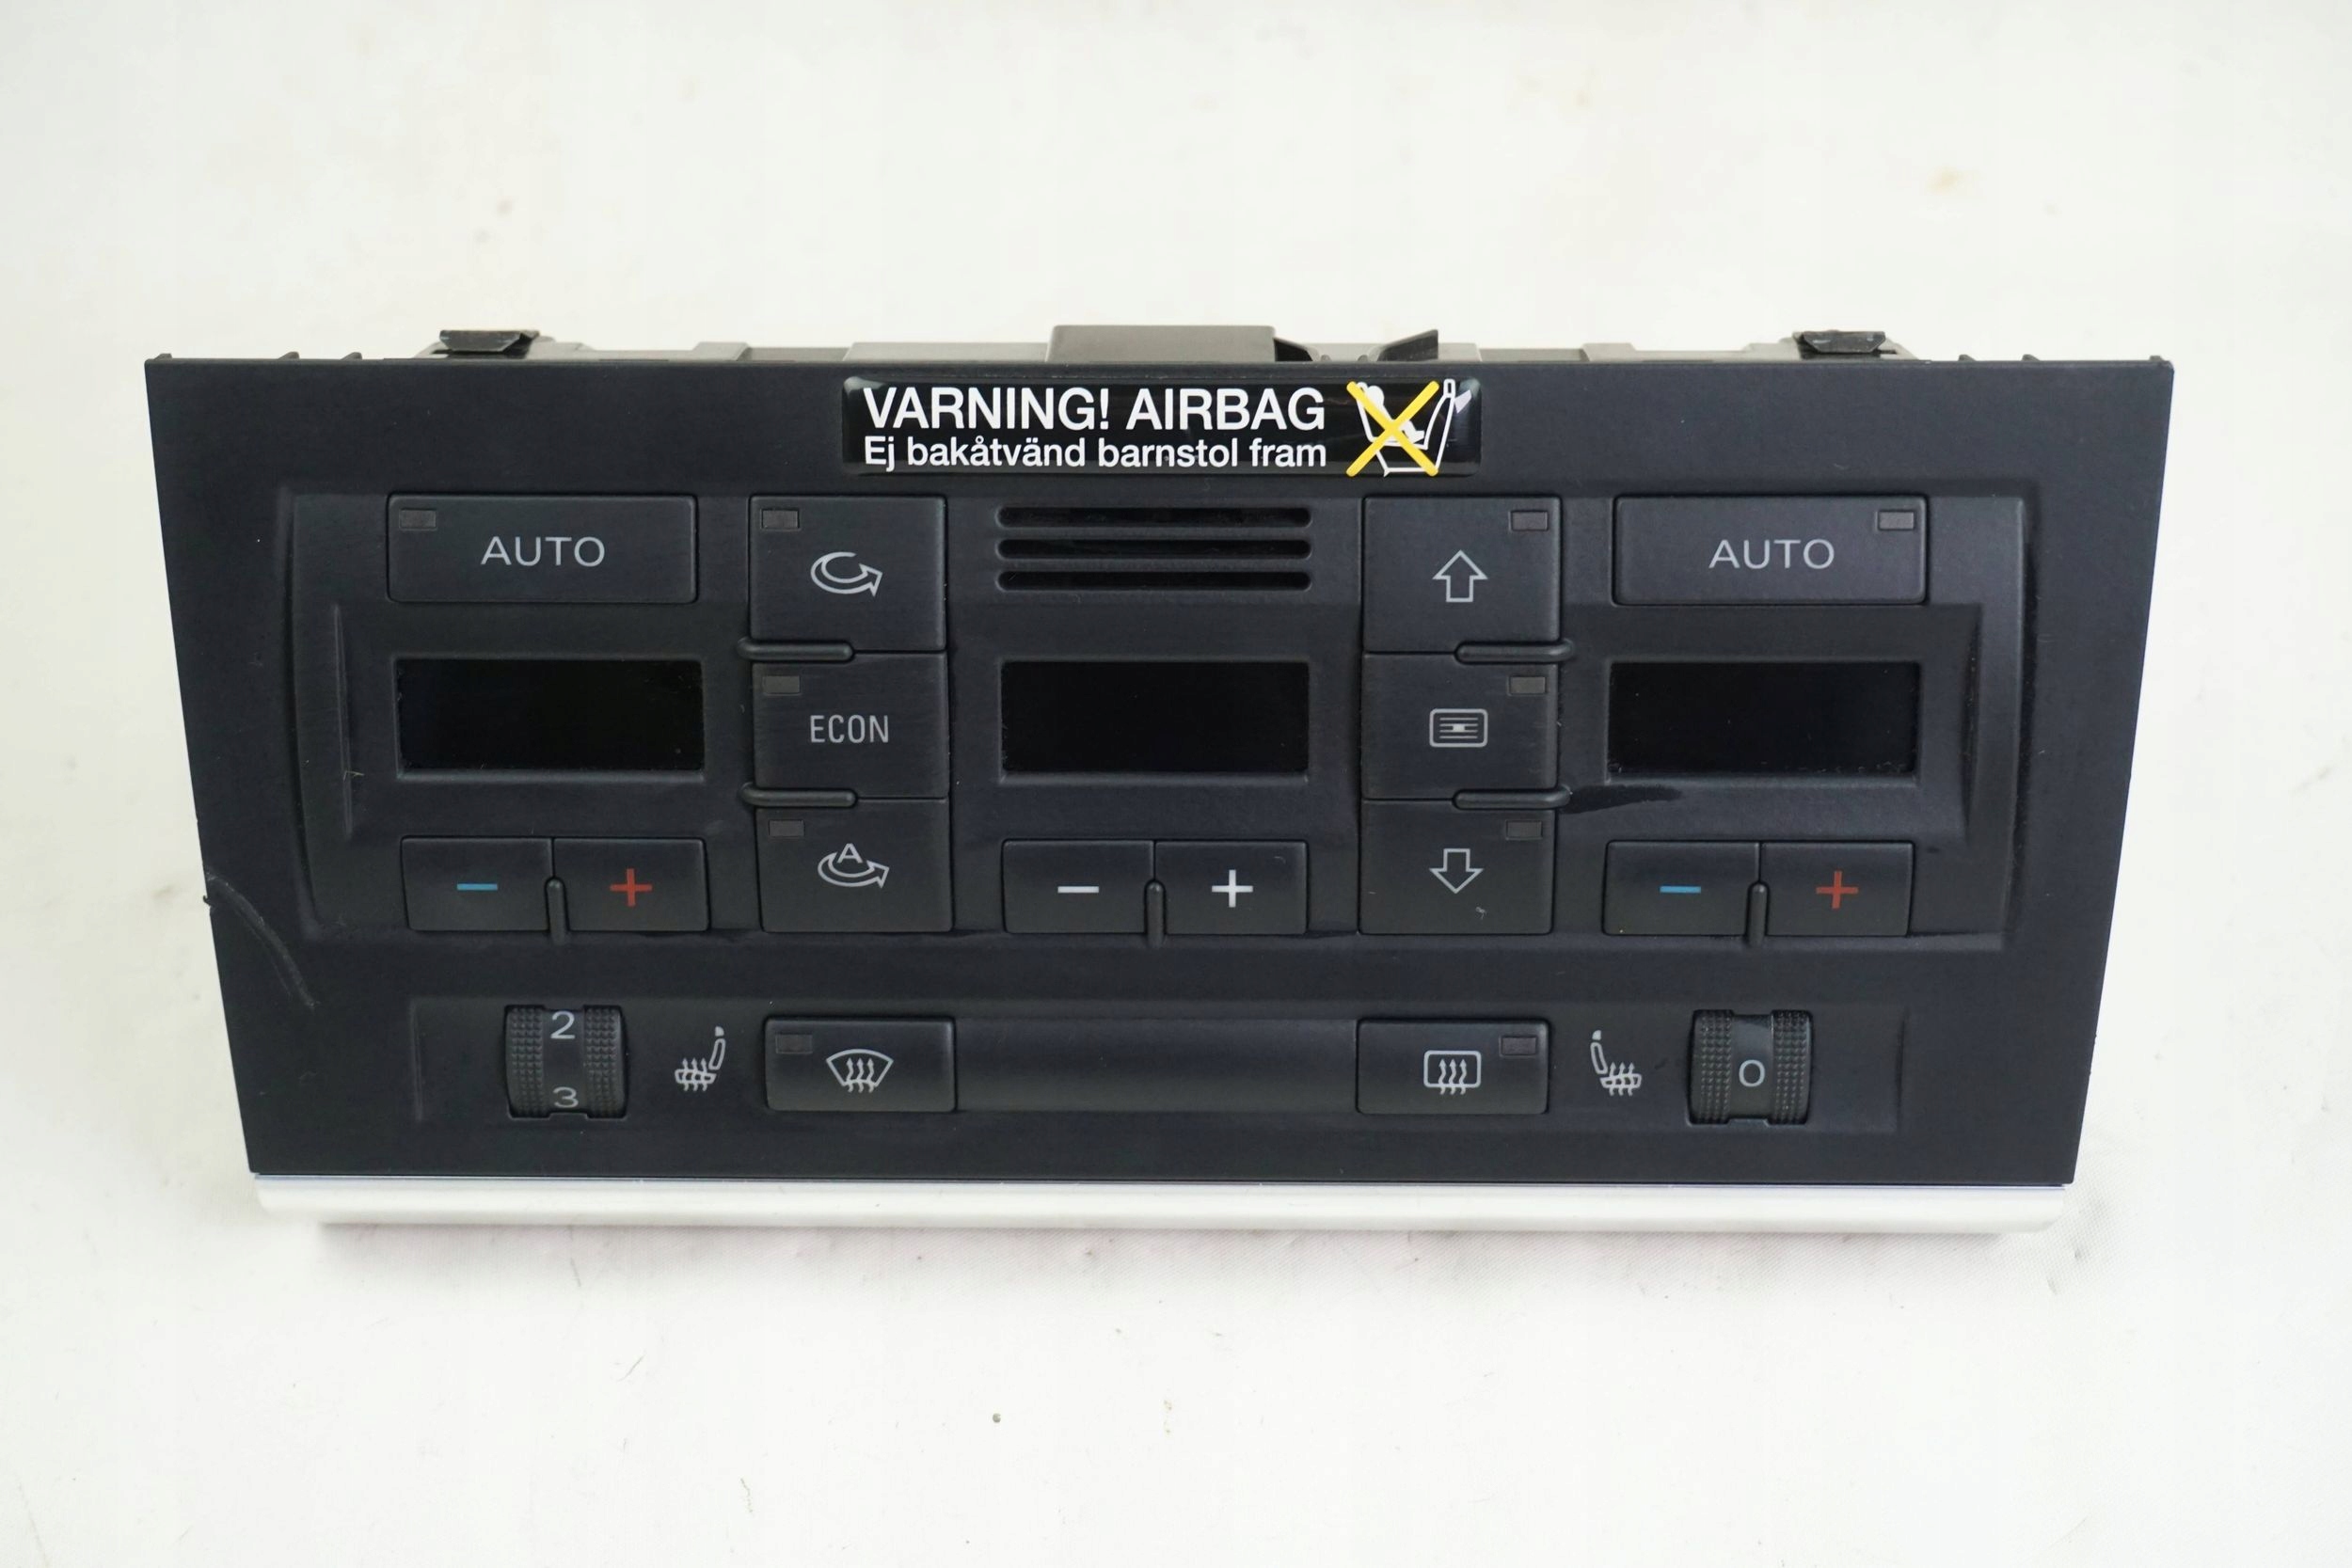 VARNING! AIRBAG
Ej bakåtvänd barnstol fram
AUTO
AUTO
ECON
− +
A
− +
− +
2
3
0